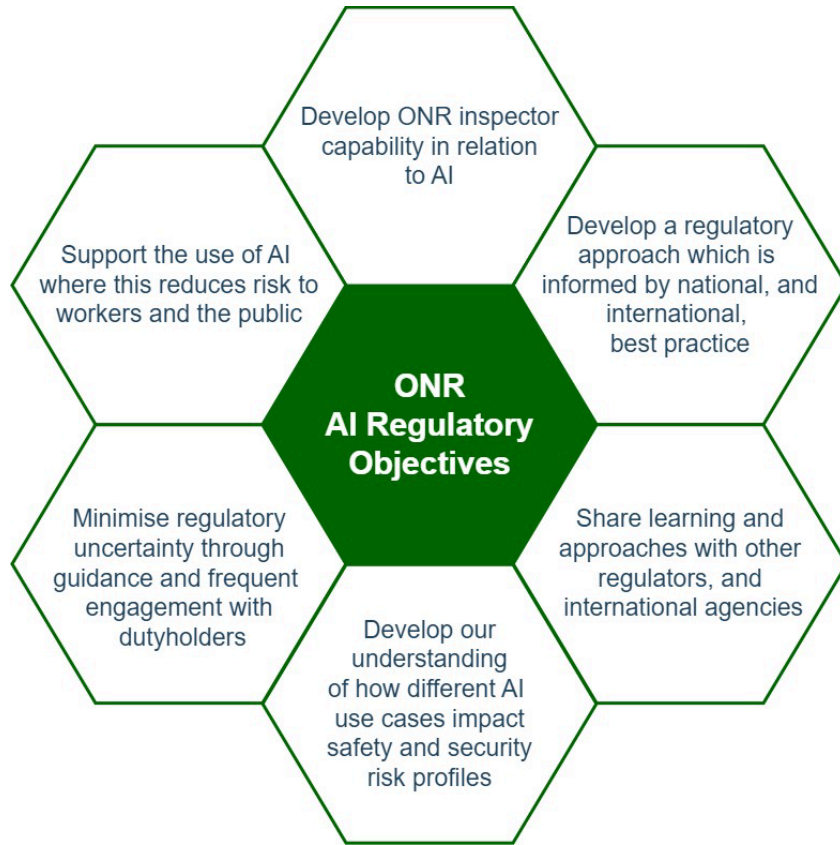 Develop ONR inspector
capability in relation
to AI
Develop a regulatory
approach which is
informed by national, and
international,
best practice
Share learning and
approaches with other
regulators, and
international agencies
Develop our
understanding
of how different AI
use cases impact
safety and security
risk profiles
Minimise regulatory
uncertainty through
guidance and frequent
engagement with
dutyholders
Support the use of AI
where this reduces risk to
workers and the public
ONR
AI Regulatory
Objectives